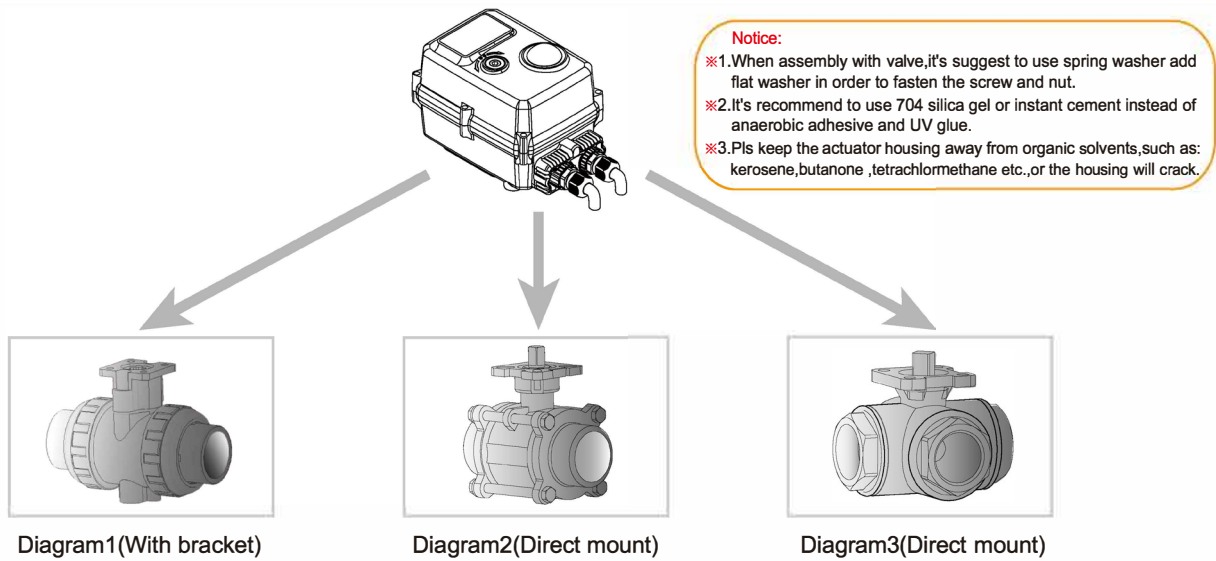 Notice:
※1.When assembly with valve,it's suggest to use spring washer add
flat washer in order to fasten the screw and nut.
※2.It's recommend to use 704 silica gel or instant cement instead of
anaerobic adhesive and UV glue.
※3.Pls keep the actuator housing away from organic solvents,such as:
kerosene,butanone ,tetrachlormethane etc.,or the housing will crack.
Diagram1(With bracket)
Diagram2(Direct mount)
Diagram3(Direct mount)